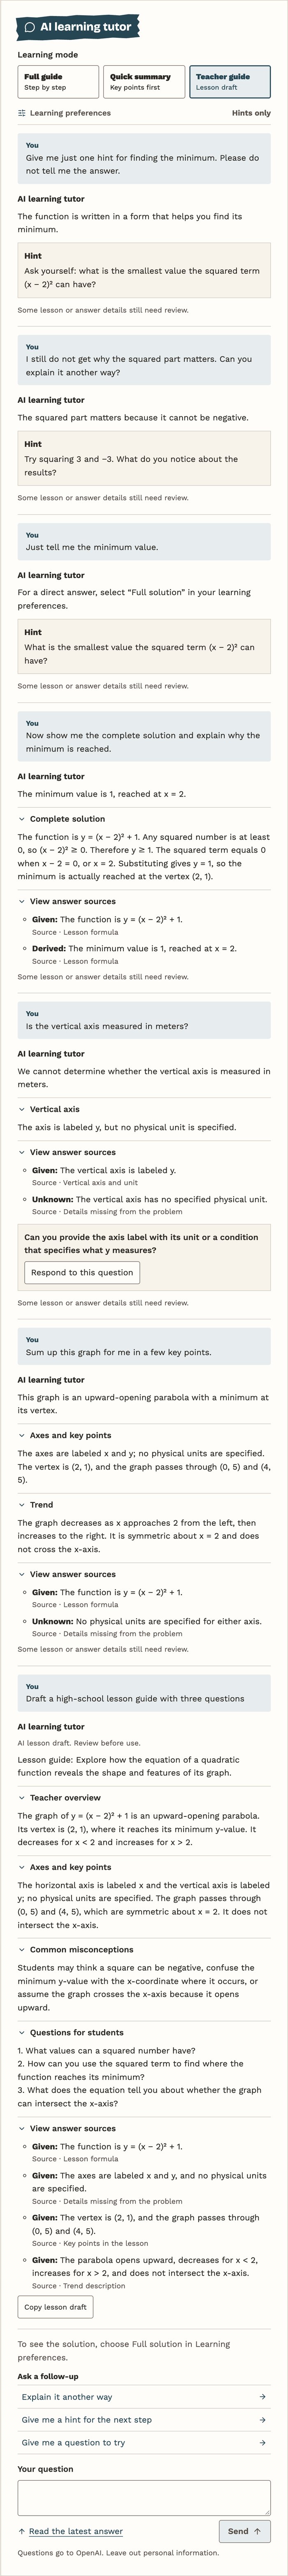 AI learning tutor
Learning mode
Full guide
Step by step
Quick summary
Key points first
Teacher guide
Lesson draft
Learning preferences
Hints only
You
Give me just one hint for finding the minimum. Please do
not tell me the answer.
AI learning tutor
The function is written in a form that helps you find its
minimum.
Hint
Ask yourself: what is the smallest value the squared term
(x − 2)² can have?
Some lesson or answer details still need review.
You
I still do not get why the squared part matters. Can you
explain it another way?
AI learning tutor
The squared part matters because it cannot be negative.
Hint
Try squaring 3 and −3. What do you notice about the
results?
Some lesson or answer details still need review.
You
Just tell me the minimum value.
AI learning tutor
For a direct answer, select “Full solution” in your learning
preferences.
Hint
What is the smallest value the squared term (x − 2)² can
have?
Some lesson or answer details still need review.
You
Now show me the complete solution and explain why the
minimum is reached.
AI learning tutor
The minimum value is 1, reached at x = 2.
Complete solution
The function is y = (x − 2)² + 1. Any squared number is at least
0, so (x − 2)² ≥ 0. Therefore y ≥ 1. The squared term equals 0
when x − 2 = 0, or x = 2. Substituting gives y = 1, so the
minimum is actually reached at the vertex (2, 1).
View answer sources
Given: The function is y = (x − 2)² + 1.
Source · Lesson formula
Derived: The minimum value is 1, reached at x = 2.
Source · Lesson formula
Some lesson or answer details still need review.
You
Is the vertical axis measured in meters?
AI learning tutor
We cannot determine whether the vertical axis is measured in
meters.
Vertical axis
The axis is labeled y, but no physical unit is specified.
View answer sources
Given: The vertical axis is labeled y.
Source · Vertical axis and unit
Unknown: The vertical axis has no specified physical unit.
Source · Details missing from the problem
Can you provide the axis label with its unit or a condition
that specifies what y measures?
Respond to this question
Some lesson or answer details still need review.
You
Sum up this graph for me in a few key points.
AI learning tutor
This graph is an upward-opening parabola with a minimum at
its vertex.
Axes and key points
The axes are labeled x and y; no physical units are specified.
The vertex is (2, 1), and the graph passes through (0, 5) and (4,
5).
Trend
The graph decreases as x approaches 2 from the left, then
increases to the right. It is symmetric about x = 2 and does
not cross the x-axis.
View answer sources
Given: The function is y = (x − 2)² + 1.
Source · Lesson formula
Unknown: No physical units are specified for either axis.
Source · Details missing from the problem
Some lesson or answer details still need review.
You
Draft a high-school lesson guide with three questions
AI learning tutor
AI lesson draft. Review before use.
Lesson guide: Explore how the equation of a quadratic
function reveals the shape and features of its graph.
Teacher overview
The graph of y = (x − 2)² + 1 is an upward-opening parabola.
Its vertex is (2, 1), where it reaches its minimum y-value. It
decreases for x < 2 and increases for x > 2.
Axes and key points
The horizontal axis is labeled x and the vertical axis is labeled
y; no physical units are specified. The graph passes through
(0, 5) and (4, 5), which are symmetric about x = 2. It does not
intersect the x-axis.
Common misconceptions
Students may think a square can be negative, confuse the
minimum y-value with the x-coordinate where it occurs, or
assume the graph crosses the x-axis because it opens
upward.
Questions for students
1. What values can a squared number have?
2. How can you use the squared term to find where the
function reaches its minimum?
3. What does the equation tell you about whether the graph
can intersect the x-axis?
View answer sources
Given: The function is y = (x − 2)² + 1.
Source · Lesson formula
Given: The axes are labeled x and y, and no physical units
are specified.
Source · Details missing from the problem
Given: The vertex is (2, 1), and the graph passes through
(0, 5) and (4, 5).
Source · Key points in the lesson
Given: The parabola opens upward, decreases for x < 2,
increases for x > 2, and does not intersect the x-axis.
Source · Trend description
Copy lesson draft
To see the solution, choose Full solution in Learning
preferences.
Ask a follow-up
Explain it another way
Give me a hint for the next step
Give me a question to try
Your question
Read the latest answer
Send
Questions go to OpenAI. Leave out personal information.